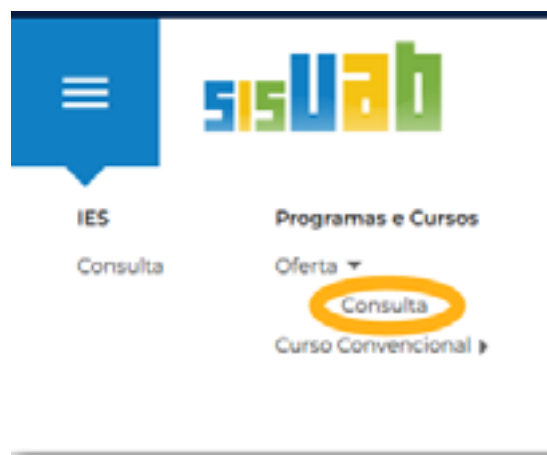 sisUab
IES
Consulta
Programas e Cursos
Oferta
Consulta
Curso Convencional